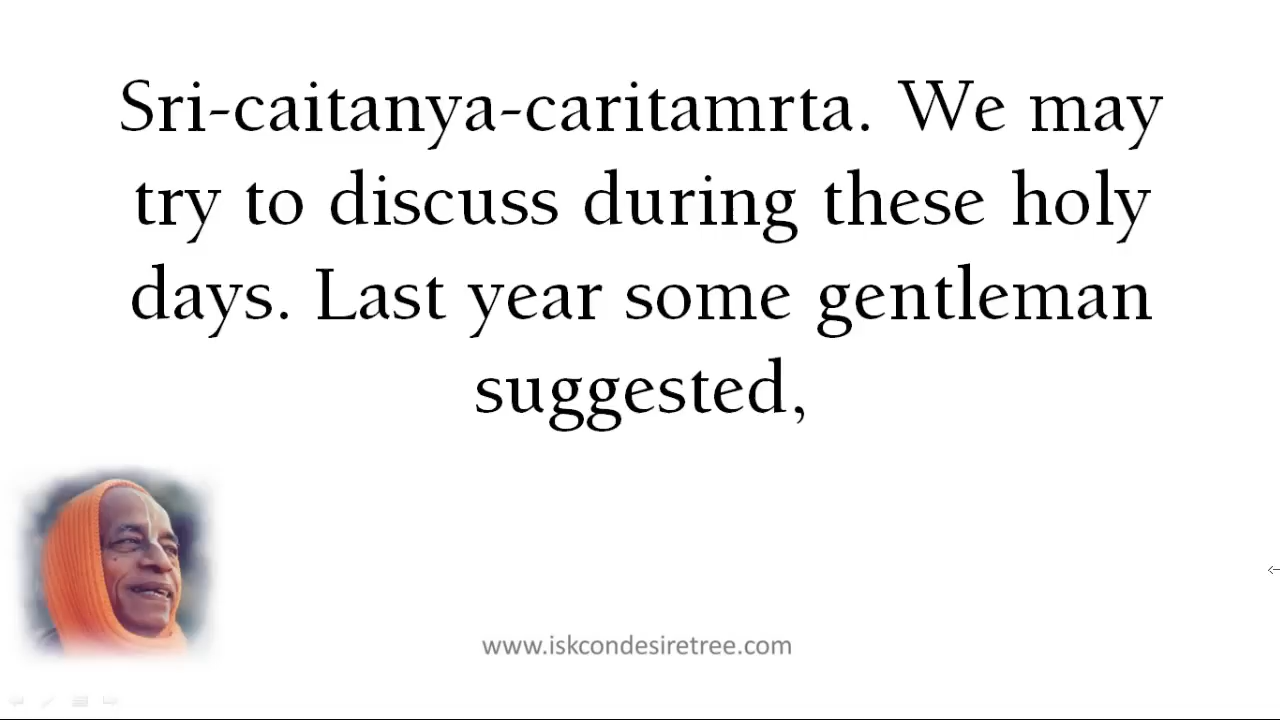 Sri-caitanya-caritamrta. We may
try to discuss during these holy
days. Last year some gentleman
suggested,
www.iskcondesiretree.com